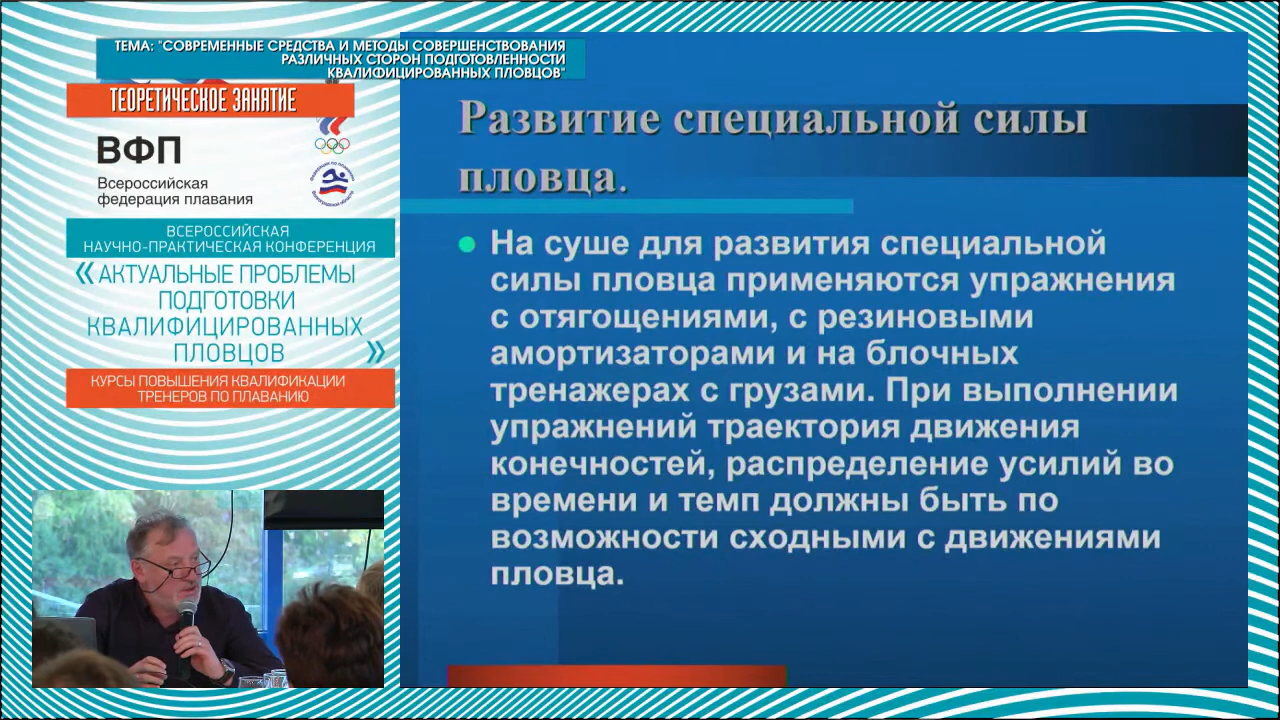 ТЕМА: "СОВРЕМЕННЫЕ СРЕДСТВА И МЕТОДЫ СОВЕРШЕНСТВОВАНИЯ
РАЗЛИЧНЫХ СТОРОН ПОДГОТОВЛЕННОСТИ
КВАЛИФИЦИРОВАННЫХ ПЛОВЦОВ"
ТЕОРЕТИЧЕСКОЕ ЗАНЯТИЕ
ВФП
Всероссийская
федерация плавания
ВСЕРОССИЙСКАЯ
НАУЧНО-ПРАКТИЧЕСКАЯ КОНФЕРЕНЦИЯ
«АКТУАЛЬНЫЕ ПРОБЛЕМЫ
ПОДГОТОВКИ
КВАЛИФИЦИРОВАННЫХ
ПЛОВЦОВ»
КУРСЫ ПОВЫШЕНИЯ КВАЛИФИКАЦИИ
ТРЕНЕРОВ ПО ПЛАВАНИЮ
Развитие специальной силы
пловца.
На суше для развития специальной
силы пловца применяются упражнения
с отягощениями, с резиновыми
амортизаторами и на блочных
тренажерах с грузами. При выполнении
упражнений траектория движения
конечностей, распределение усилий во
времени и темп должны быть по
возможности сходными с движениями
пловца.